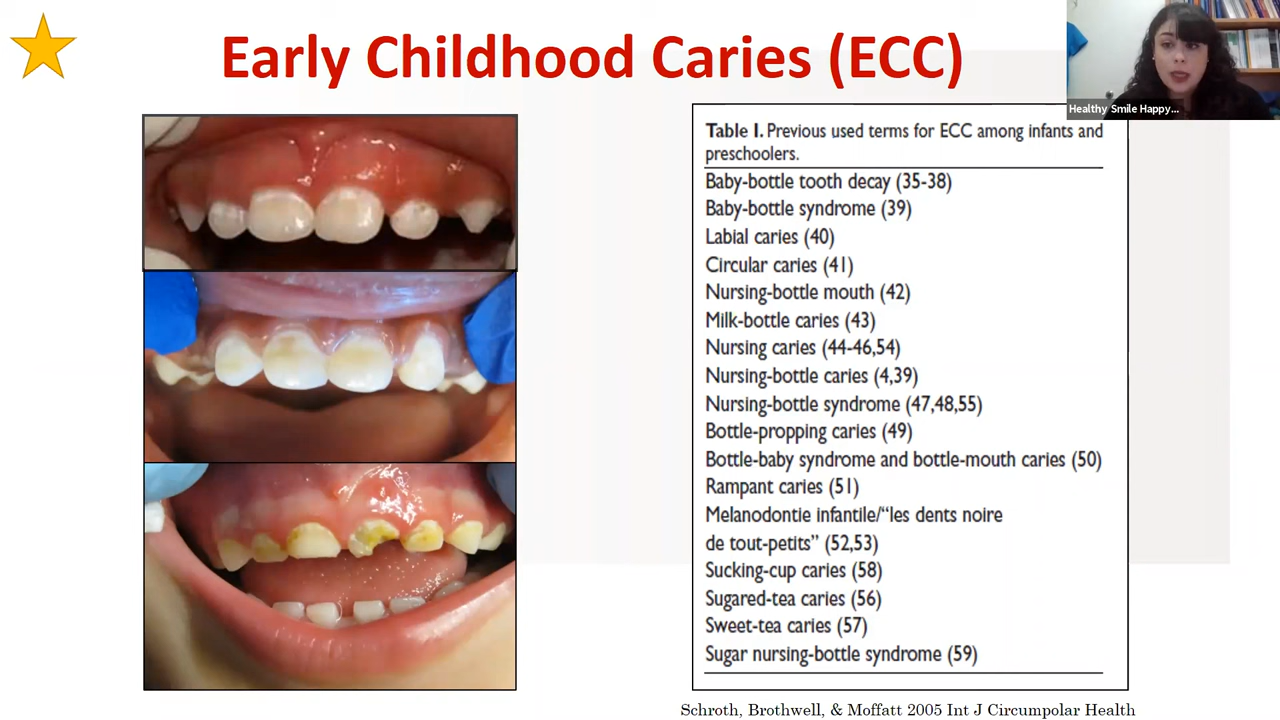 Early Childhood Caries (ECC)
Healthy Smile Happy...
Table I. Previous used terms for ECC among infants and
preschoolers.
Baby-bottle tooth decay (35-38)
Baby-bottle syndrome (39)
Labial caries (40)
Circular caries (41)
Nursing-bottle mouth (42)
Milk-bottle caries (43)
Nursing caries (44-46,54)
Nursing-bottle caries (4,39)
Nursing-bottle syndrome (47,48,55)
Bottle-propping caries (49)
Bottle-baby syndrome and bottle-mouth caries (50)
Rampant caries (51)
Melanodontie infantile/“les dents noire
de tout-petits” (52,53)
Sucking-cup caries (58)
Sugared-tea caries (56)
Sweet-tea caries (57)
Sugar nursing-bottle syndrome (59)
Schroth, Brothwell, & Moffatt 2005 Int J Circumpolar Health